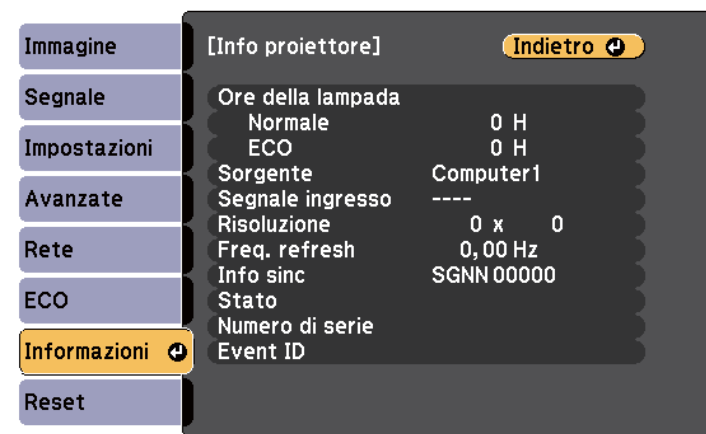 Immagine
Segnale
Impostazioni
Avanzate
Rete
ECO
Informazioni
Reset
[Info proiettore] Indietro
Ore della lampada
Normale 0 H
ECO 0 H
Sorgente Computer1
Segnale ingresso ----
Risoluzione 0 x 0
Freq. refresh 0,00 Hz
Info sinc SGNN 00000
Stato
Numero di serie
Event ID